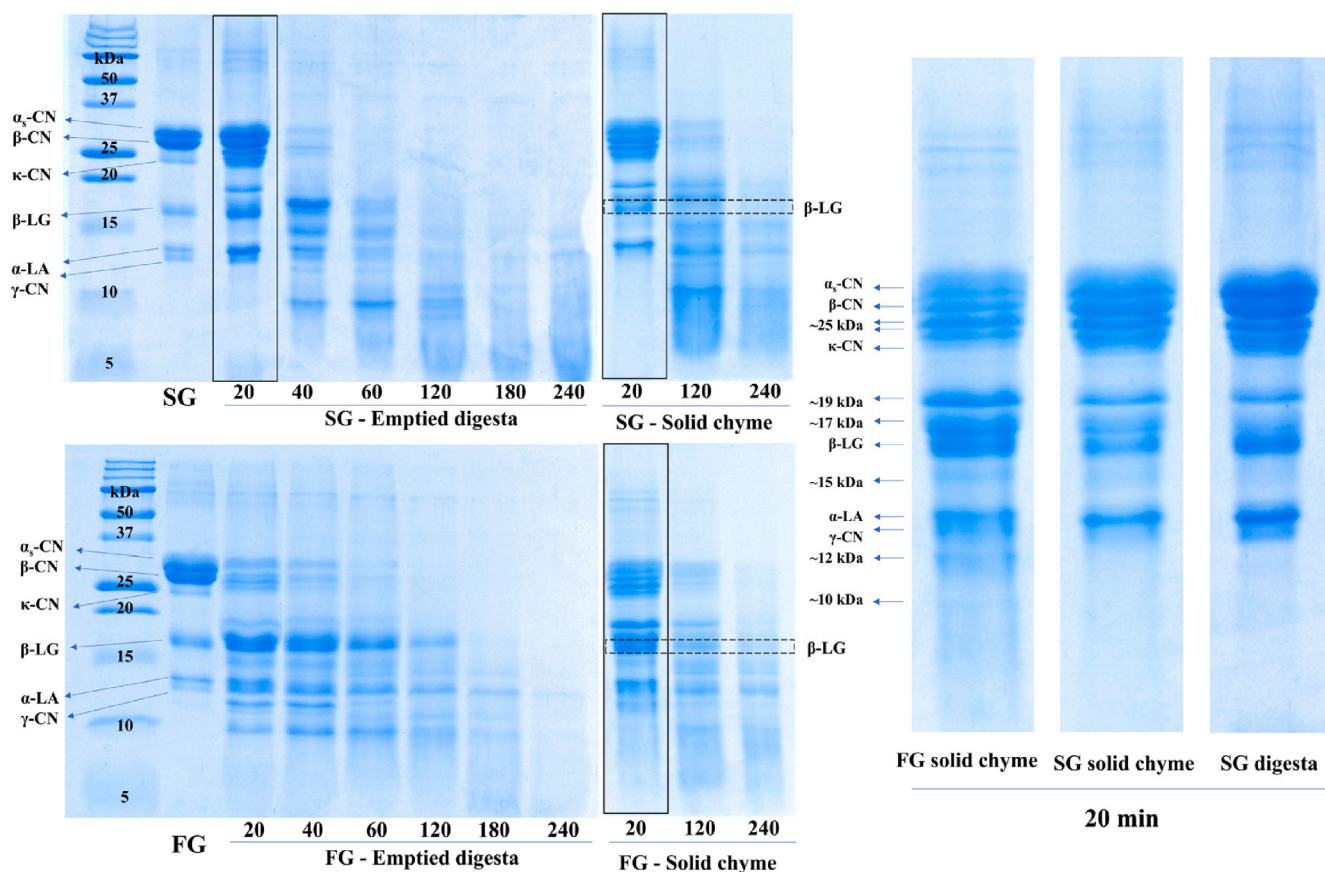 kDa
50
37
αs-CN
β-CN
25
κ-CN
20
β-LG
15
α-LA
γ-CN
10
5
SG
20 40 60 120 180 240
SG - Emptied digesta
β-LG
20 120 240
SG - Solid chyme
kDa
50
37
αs-CN
β-CN
25
κ-CN
20
β-LG
15
α-LA
γ-CN
10
5
FG
20 40 60 120 180 240
FG - Emptied digesta
β-LG
20 120 240
FG - Solid chyme
αs-CN
β-CN
~25 kDa
κ-CN
~19 kDa
~17 kDa
β-LG
~15 kDa
α-LA
γ-CN
~12 kDa
~10 kDa
FG solid chyme SG solid chyme SG digesta
20 min